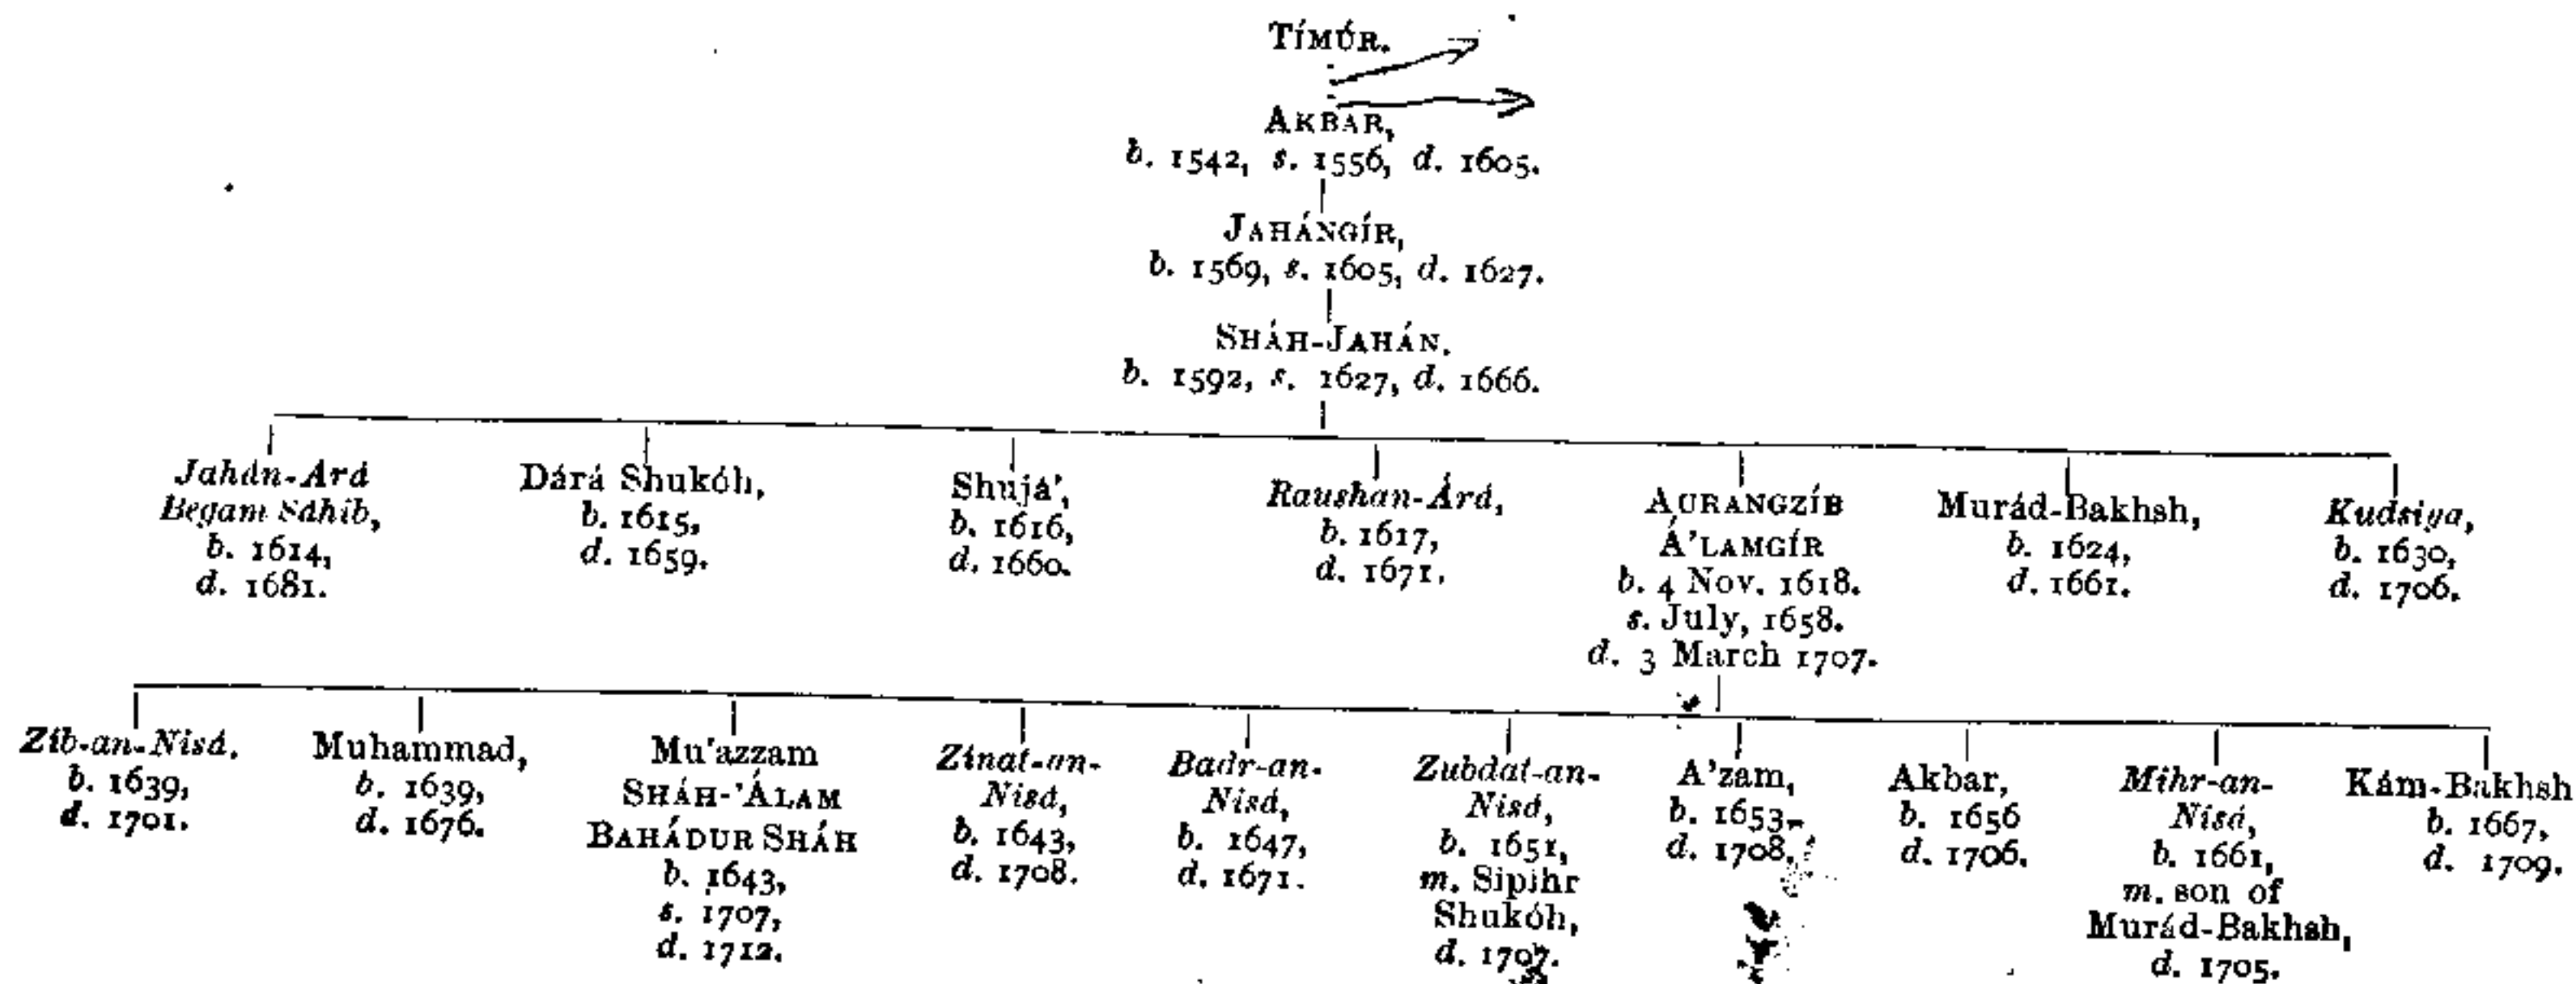 TÍMÚR.
AKBAR,
b. 1542, s. 1556, d. 1605.
JAHÁNGÍR,
b. 1569, s. 1605, d. 1627.
SHÁH-JAHÁN.
b. 1592, s. 1627, d. 1666.
Jahán-Ará
Begam Sáhib,
b. 1614,
d. 1681.
Dárá Shukóh,
b. 1615,
d. 1659.
Shujá',
b. 1616,
d. 1660.
Raushan-Árá,
b. 1617,
d. 1671.
AURANGZÍB
Á'LAMGÍR
b. 4 Nov. 1618.
s. July, 1658.
d. 3 March 1707.
Murád-Bakhsh,
b. 1624,
d. 1661.
Kudsiya,
b. 1630,
d. 1706.
Zíb-an-Nisá.
b. 1639,
d. 1701.
Muhammad,
b. 1639,
d. 1676.
Mu'azzam
SHÁH-'ÁLAM
BAHÁDUR SHÁH
b. 1643,
s. 1707,
d. 1712.
Zínat-an-
Nisá,
b. 1643,
d. 1708.
Badr-an-
Nisá,
b. 1647,
d. 1671.
Zubdat-an-
Nisá,
b. 1651,
m. Sipihr
Shukóh,
d. 1707.
A'zam,
b. 1653,
d. 1708.
Akbar,
b. 1656
d. 1706.
Mihr-an-
Nisá,
b. 1661,
m. son of
Murád-Bakhsh,
d. 1705.
Kám-Bakhsh
b. 1667,
d. 1709.